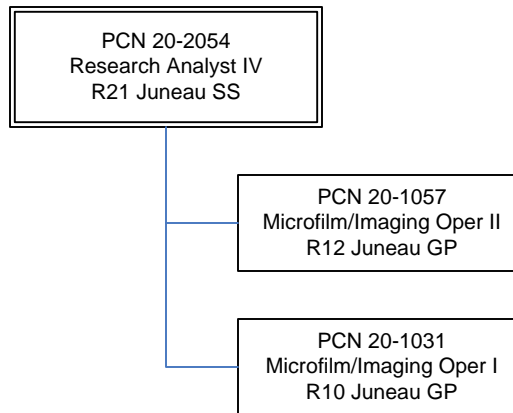 PCN 20-2054
Research Analyst IV
R21 Juneau SS
PCN 20-1057
Microfilm/Imaging Oper II
R12 Juneau GP
PCN 20-1031
Microfilm/Imaging Oper I
R10 Juneau GP